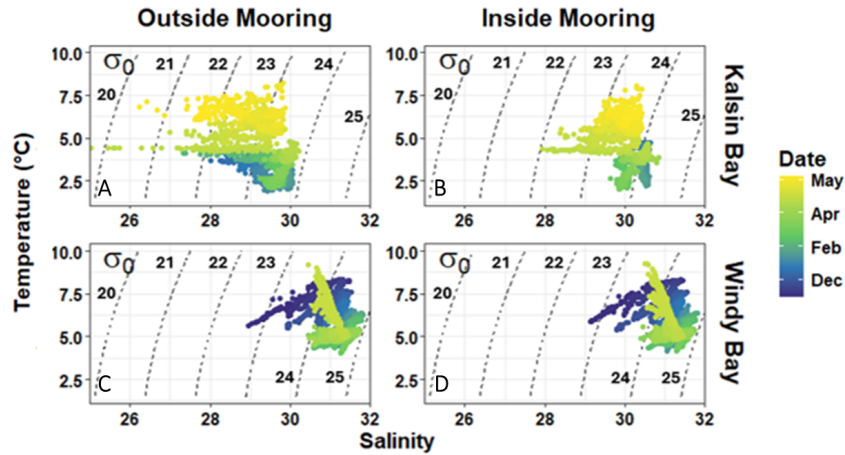 Outside Mooring Inside Mooring
10.0 σ0 21 22 23 24 σ0 21 22 23 24 10.0
7.5 20 25 20 25 7.5
5.0 5.0
2.5 A B 2.5
26 28 30 32 26 28 30 32
Kalsin Bay
Temperature (°C)
Date
May
Apr
Feb
Dec
10.0 σ0 21 22 23 σ0 21 22 23 10.0
7.5 20 20 7.5
5.0 5.0
2.5 C 24 25 D 24 25 2.5
26 28 30 32 26 28 30 32
Windy Bay
Salinity